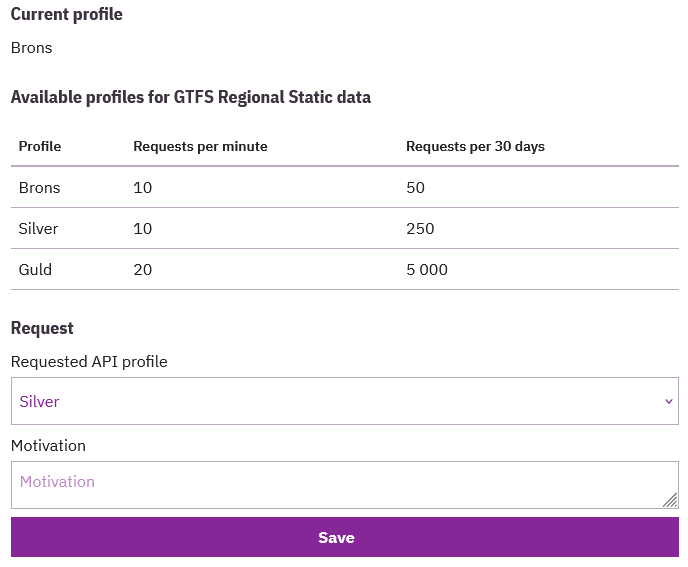 Current profile
Brons
Available profiles for GTFS Regional Static data
Profile Requests per minute Requests per 30 days
Brons 10 50
Silver 10 250
Guld 20 5 000
Request
Requested API profile
Silver
Motivation
Motivation
Save